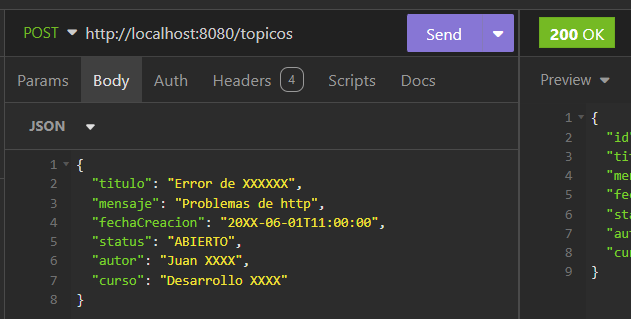 POST http://localhost:8080/topicos Send 200 OK
Params Body Auth Headers 4 Scripts Docs Preview
JSON
1 {
2 "titulo": "Error de XXXXXX",
3 "mensaje": "Problemas de http",
4 "fechaCreacion": "20XX-06-01T11:00:00",
5 "status": "ABIERTO",
6 "autor": "Juan XXXX",
7 "curso": "Desarrollo XXXX"
8 }
1 {
2 "id"
3 "ti
4 "me
5 "fe
6 "sta
7 "au
8 "cu
9 }